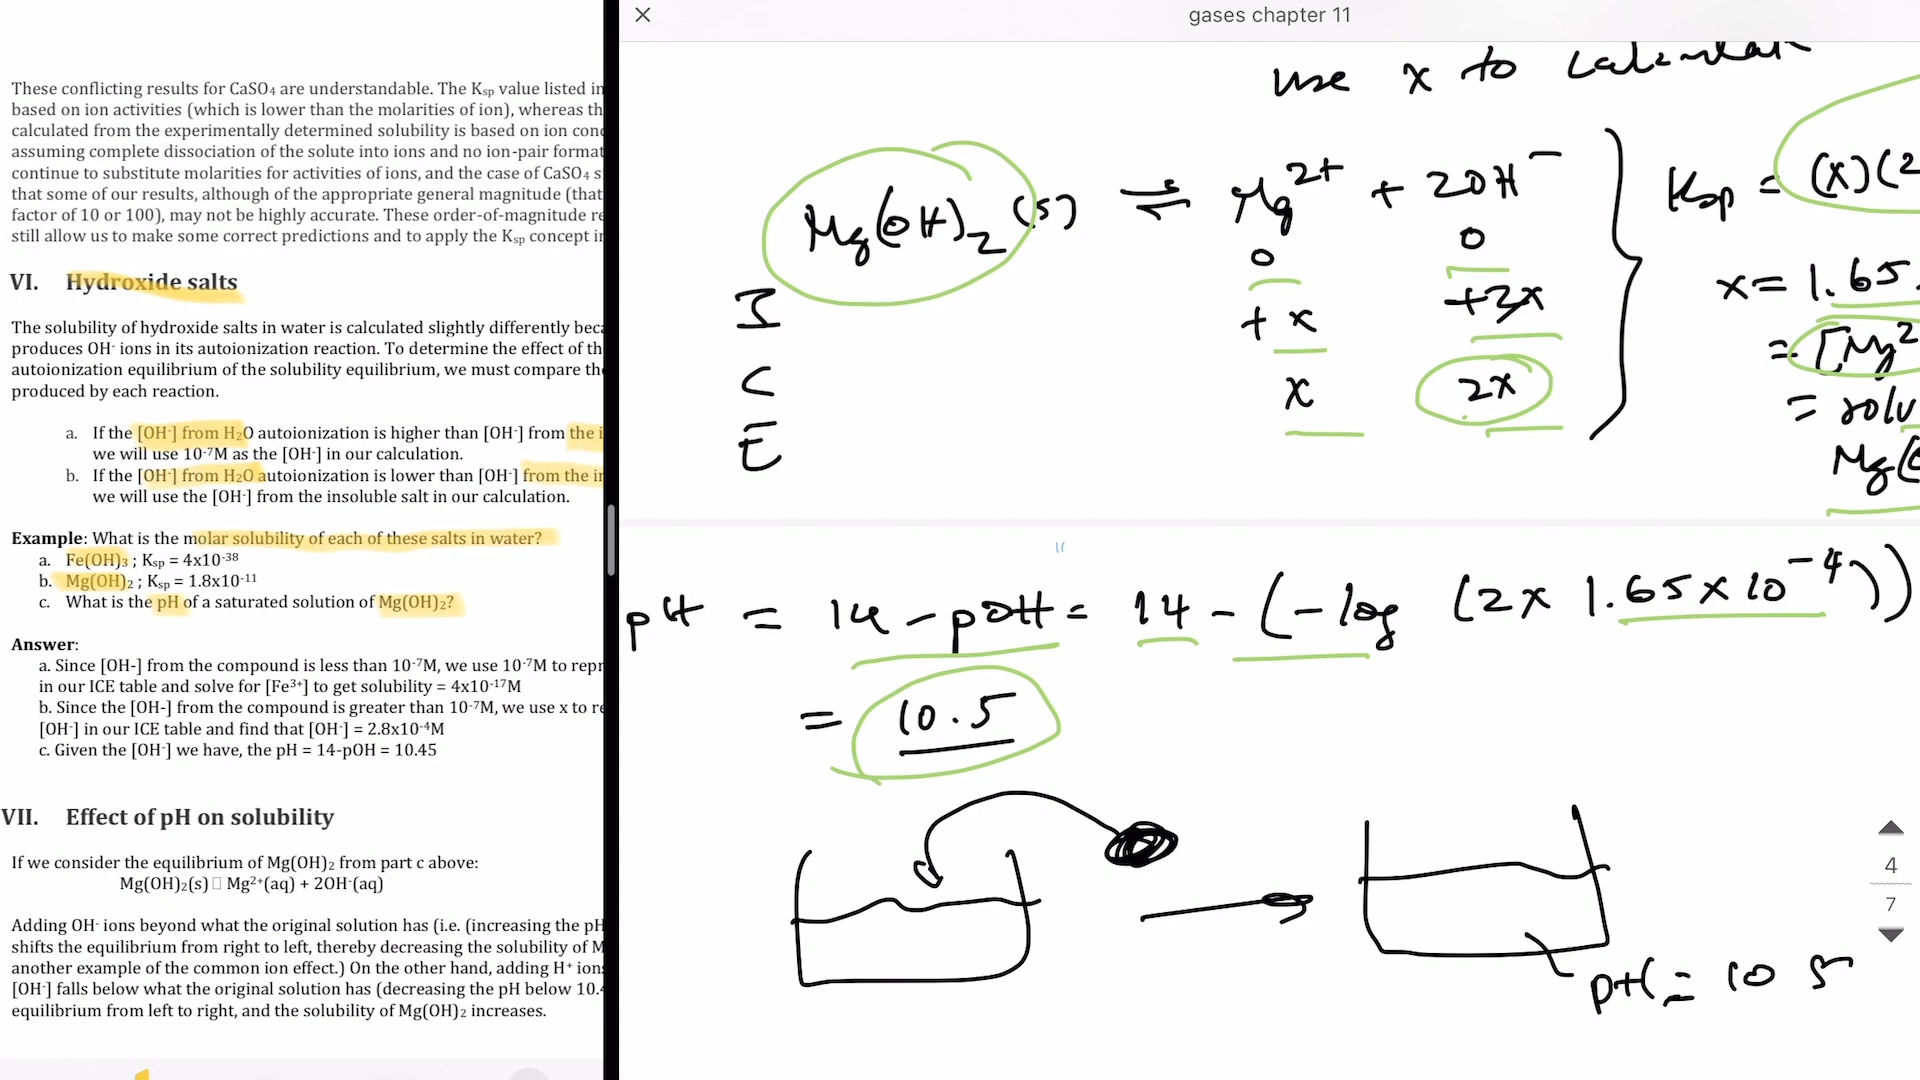 These conflicting results for CaSO4 are understandable. The Ksp value listed in
based on ion activities (which is lower than the molarities of ion), whereas th
calculated from the experimentally determined solubility is based on ion conc
assuming complete dissociation of the solute into ions and no ion-pair format
continue to substitute molarities for activities of ions, and the case of CaSO4 s
that some of our results, although of the appropriate general magnitude (that
factor of 10 or 100), may not be highly accurate. These order-of-magnitude re
still allow us to make some correct predictions and to apply the Ksp concept in
VI. Hydroxide salts
The solubility of hydroxide salts in water is calculated slightly differently beca
produces OH- ions in its autoionization reaction. To determine the effect of th
autoionization equilibrium of the solubility equilibrium, we must compare the
produced by each reaction.
a. If the [OH-] from H2O autoionization is higher than [OH-] from the i
we will use 10-7M as the [OH-] in our calculation.
b. If the [OH-] from H2O autoionization is lower than [OH-] from the in
we will use the [OH-] from the insoluble salt in our calculation.
Example: What is the molar solubility of each of these salts in water?
a. Fe(OH)3 ; Ksp = 4x10-38
b. Mg(OH)2 ; Ksp = 1.8x10-11
c. What is the pH of a saturated solution of Mg(OH)2?
Answer:
a. Since [OH-] from the compound is less than 10-7M, we use 10-7M to repr
in our ICE table and solve for [Fe3+] to get solubility = 4x10-17M
b. Since the [OH-] from the compound is greater than 10-7M, we use x to re
[OH-] in our ICE table and find that [OH-] = 2.8x10-4M
c. Given the [OH-] we have, the pH = 14-pOH = 10.45
VII. Effect of pH on solubility
If we consider the equilibrium of Mg(OH)2 from part c above:
Mg(OH)2(s) Mg2+(aq) + 2OH-(aq)
Adding OH- ions beyond what the original solution has (i.e. (increasing the pH
shifts the equilibrium from right to left, thereby decreasing the solubility of M
another example of the common ion effect.) On the other hand, adding H+ ions
[OH-] falls below what the original solution has (decreasing the pH below 10.4
equilibrium from left to right, and the solubility of Mg(OH)2 increases.
gases chapter 11
use x to calculate
Mg(OH)2 (s) ⇌ Mg2+ + 2OH-
0 0
I +x +2x
C x 2x
E
Ksp = (x)(2
x = 1.65
= [Mg2
= solu
Mg(
pH = 14 - pOH = 14 - (-log (2x 1.65 x 10-4))
= 10.5
pH = 10 5
4
7